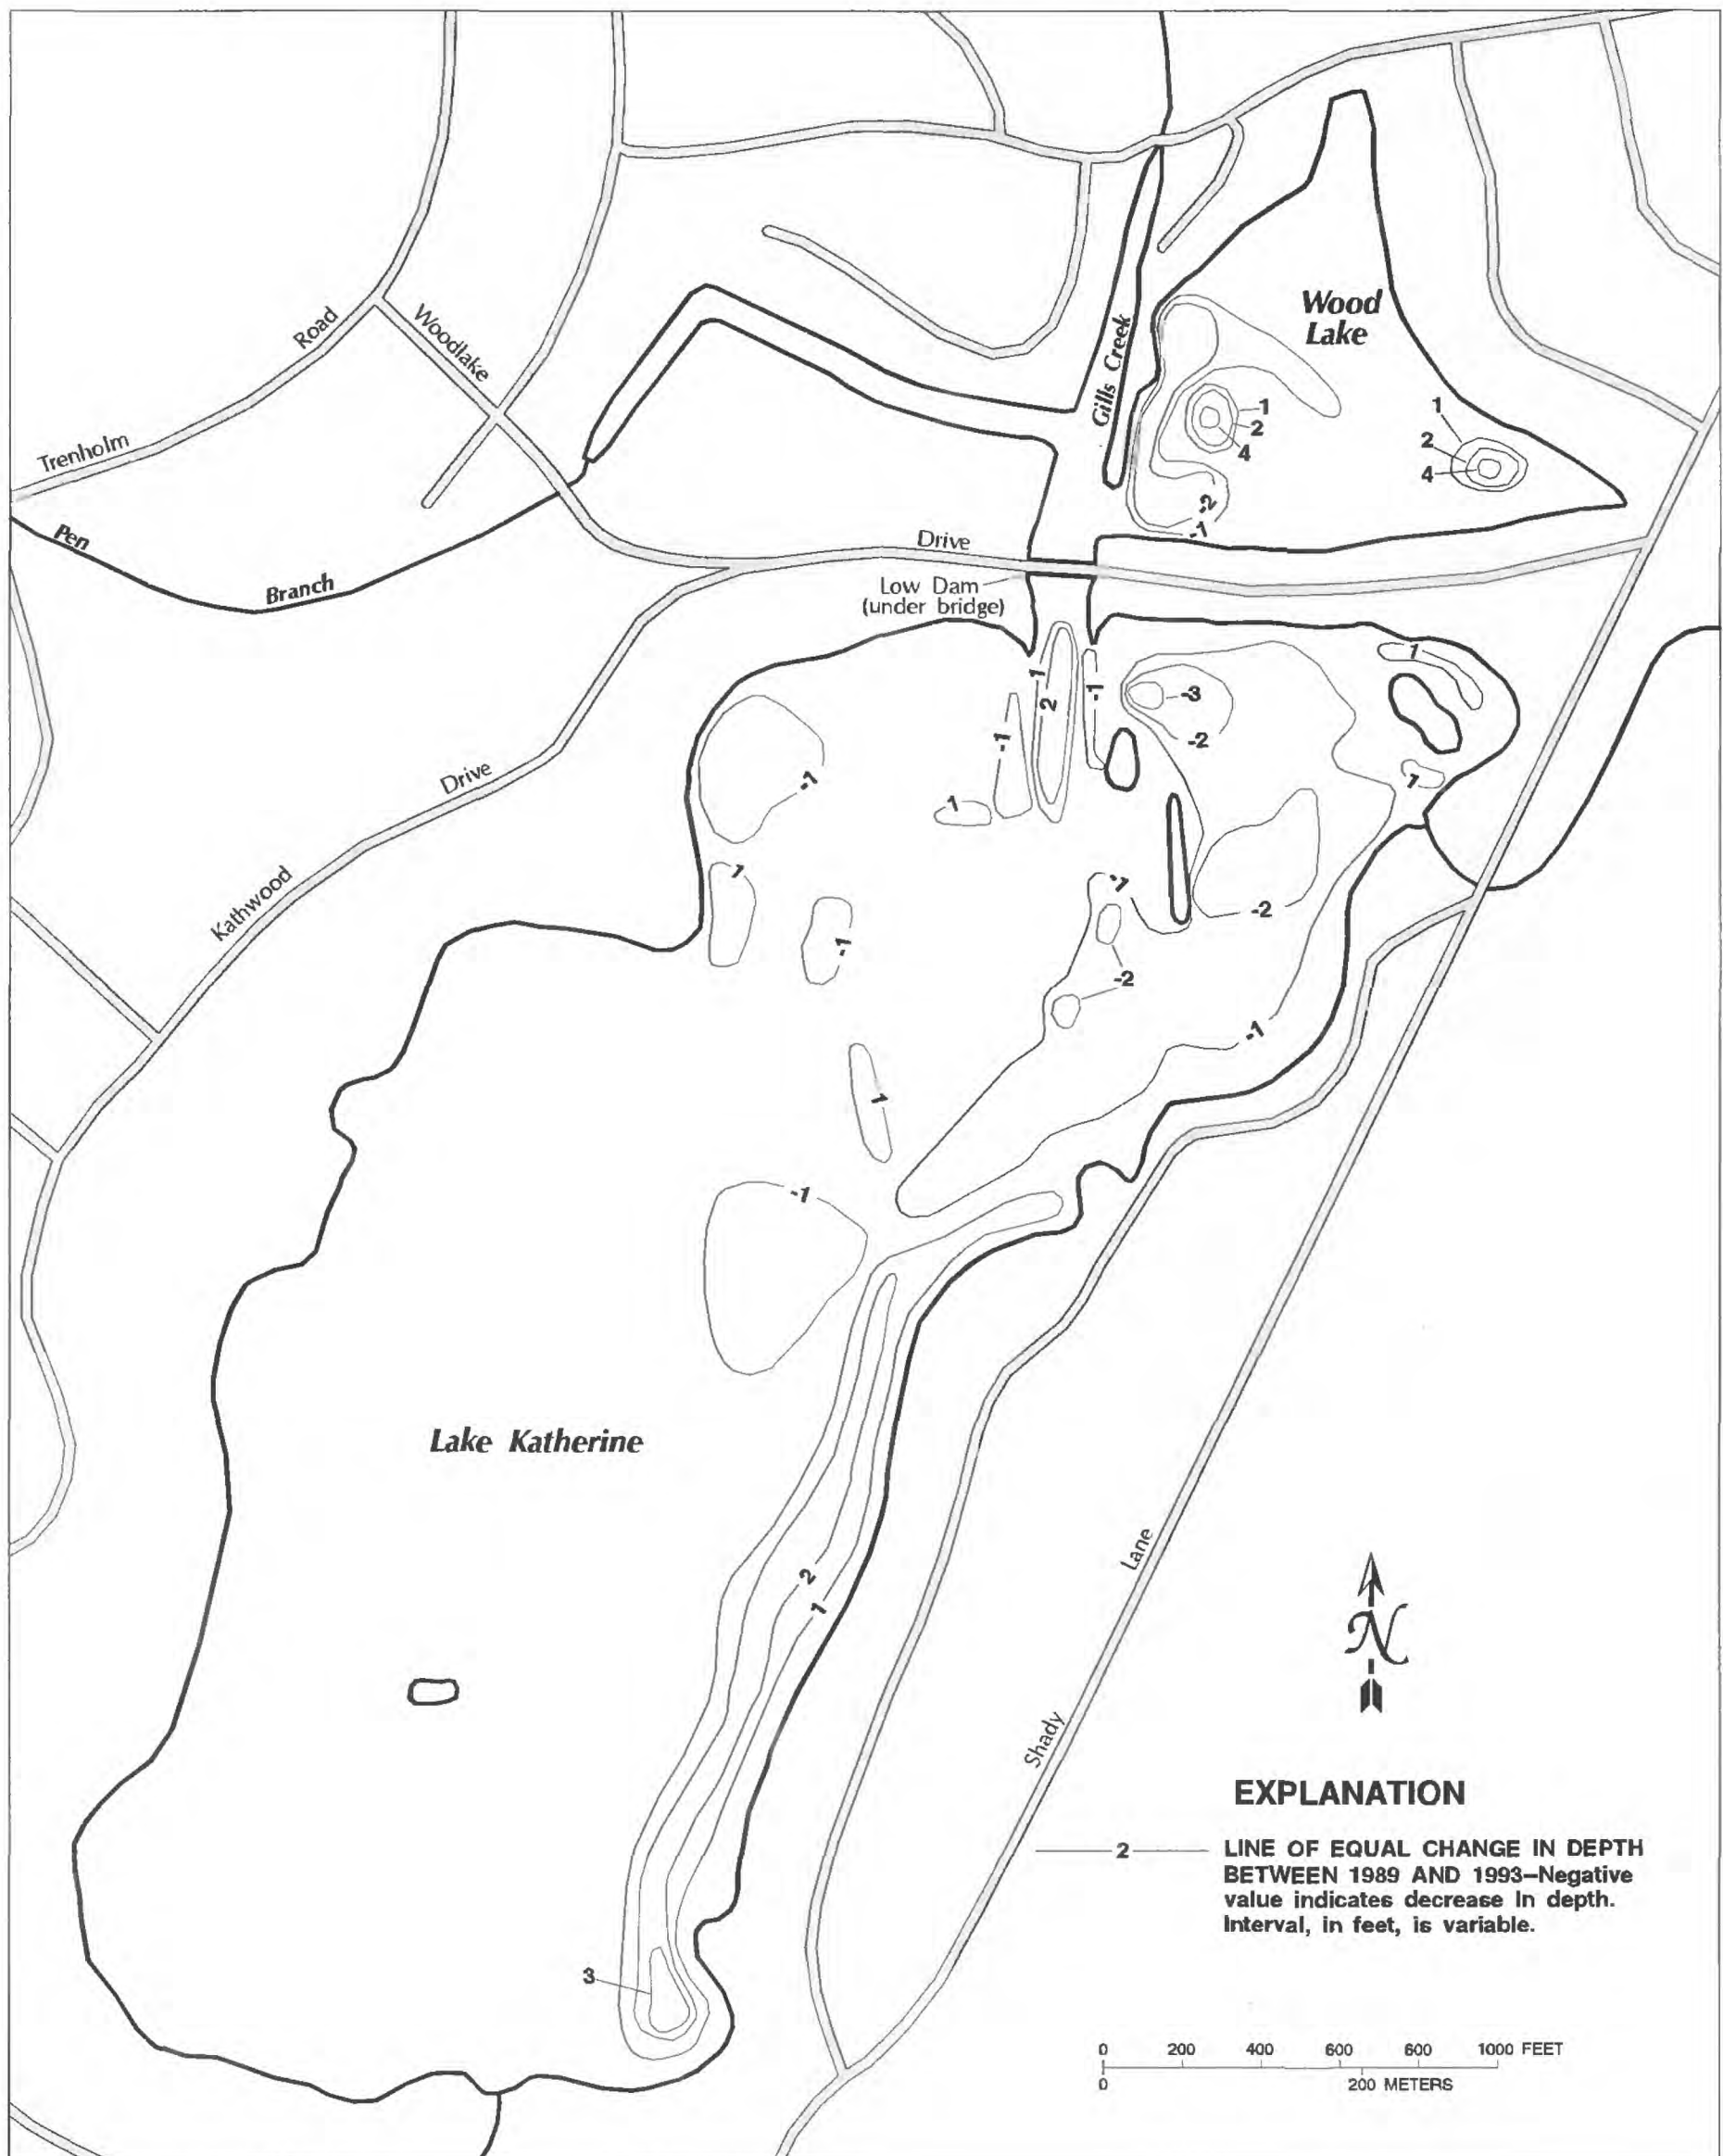 Wood
Lake
Gills Creek
Road
Woodlake
Trenholm
1
2
4
1
2
4
-2
-1
Pen
Branch
Drive
Low Dam
(under bridge)
1
2
-1
-1
1
-3
-2
1
1
-1
Drive
1
-1
Kathwood
-1
-2
-2
-1
1
-1
Lake Katherine
2
1
Lane
Shady
N
3
EXPLANATION
2
LINE OF EQUAL CHANGE IN DEPTH
BETWEEN 1989 AND 1993–Negative
value indicates decrease in depth.
Interval, in feet, is variable.
0 200 400 600 600 1000 FEET
0 200 METERS